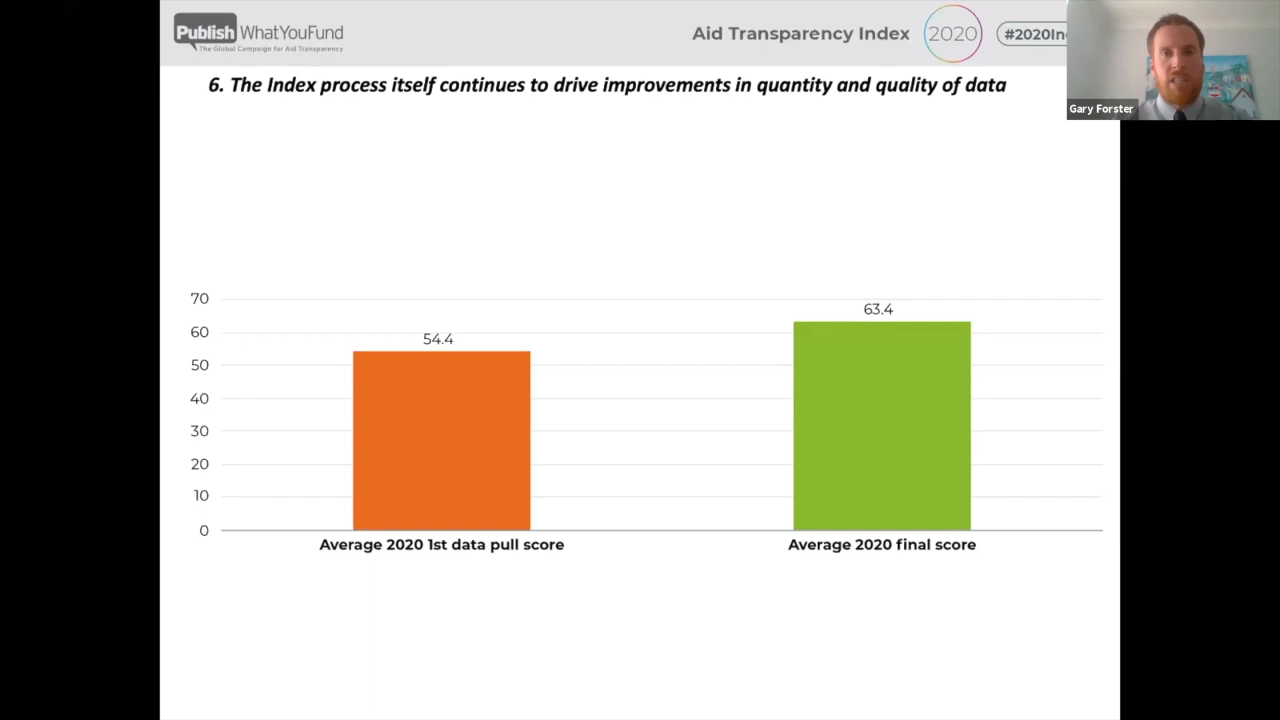 Publish WhatYouFund
The Global Campaign for Aid Transparency
Aid Transparency Index 2020 #2020In
Gary Forster
6. The Index process itself continues to drive improvements in quantity and quality of data
70
60
50
40
30
20
10
0
54.4
63.4
Average 2020 1st data pull score
Average 2020 final score